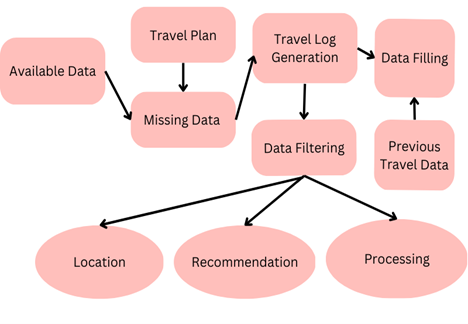 Travel Plan
Travel Log
Generation
Available Data
Data Filling
Missing Data
Data Filtering
Previous
Travel Data
Location
Recommendation
Processing